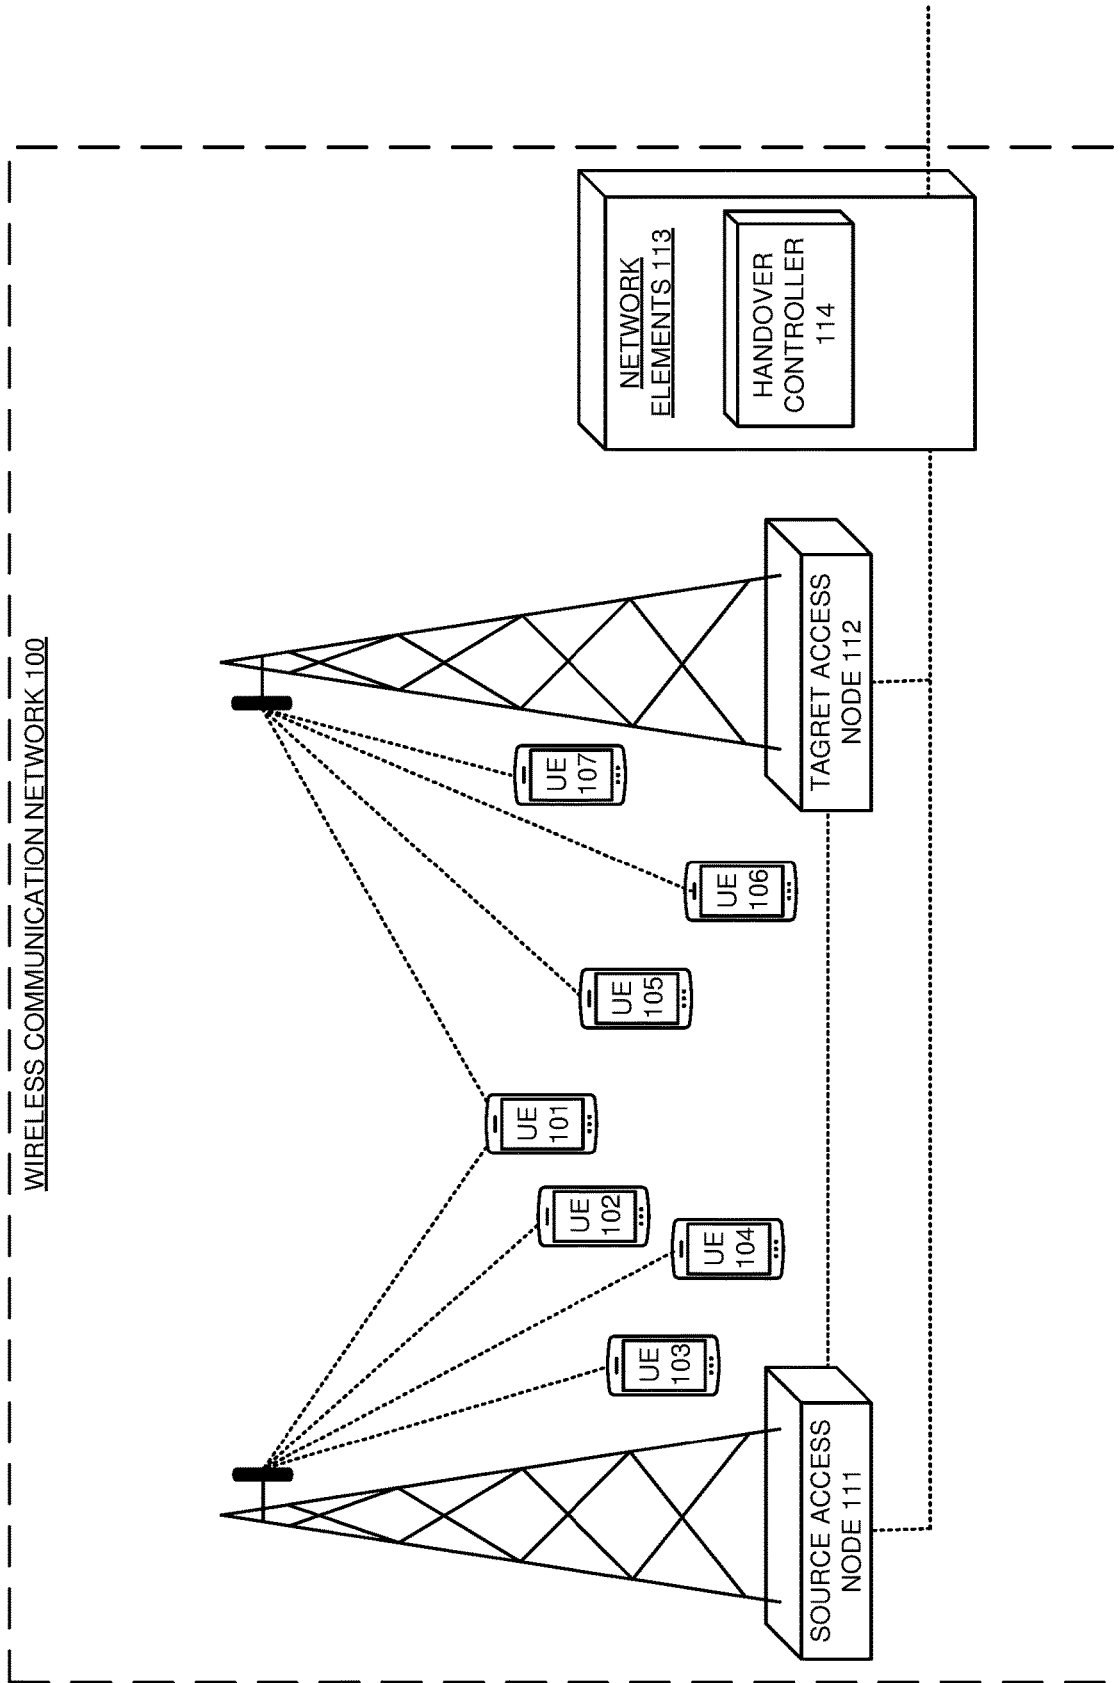 WIRELESS COMMUNICATION NETWORK 100
UE
101
UE
102
UE
103
UE
104
UE
105
UE
106
UE
107
SOURCE ACCESS
NODE 111
TAGRET ACCESS
NODE 112
NETWORK
ELEMENTS 113
HANDOVER
CONTROLLER
114